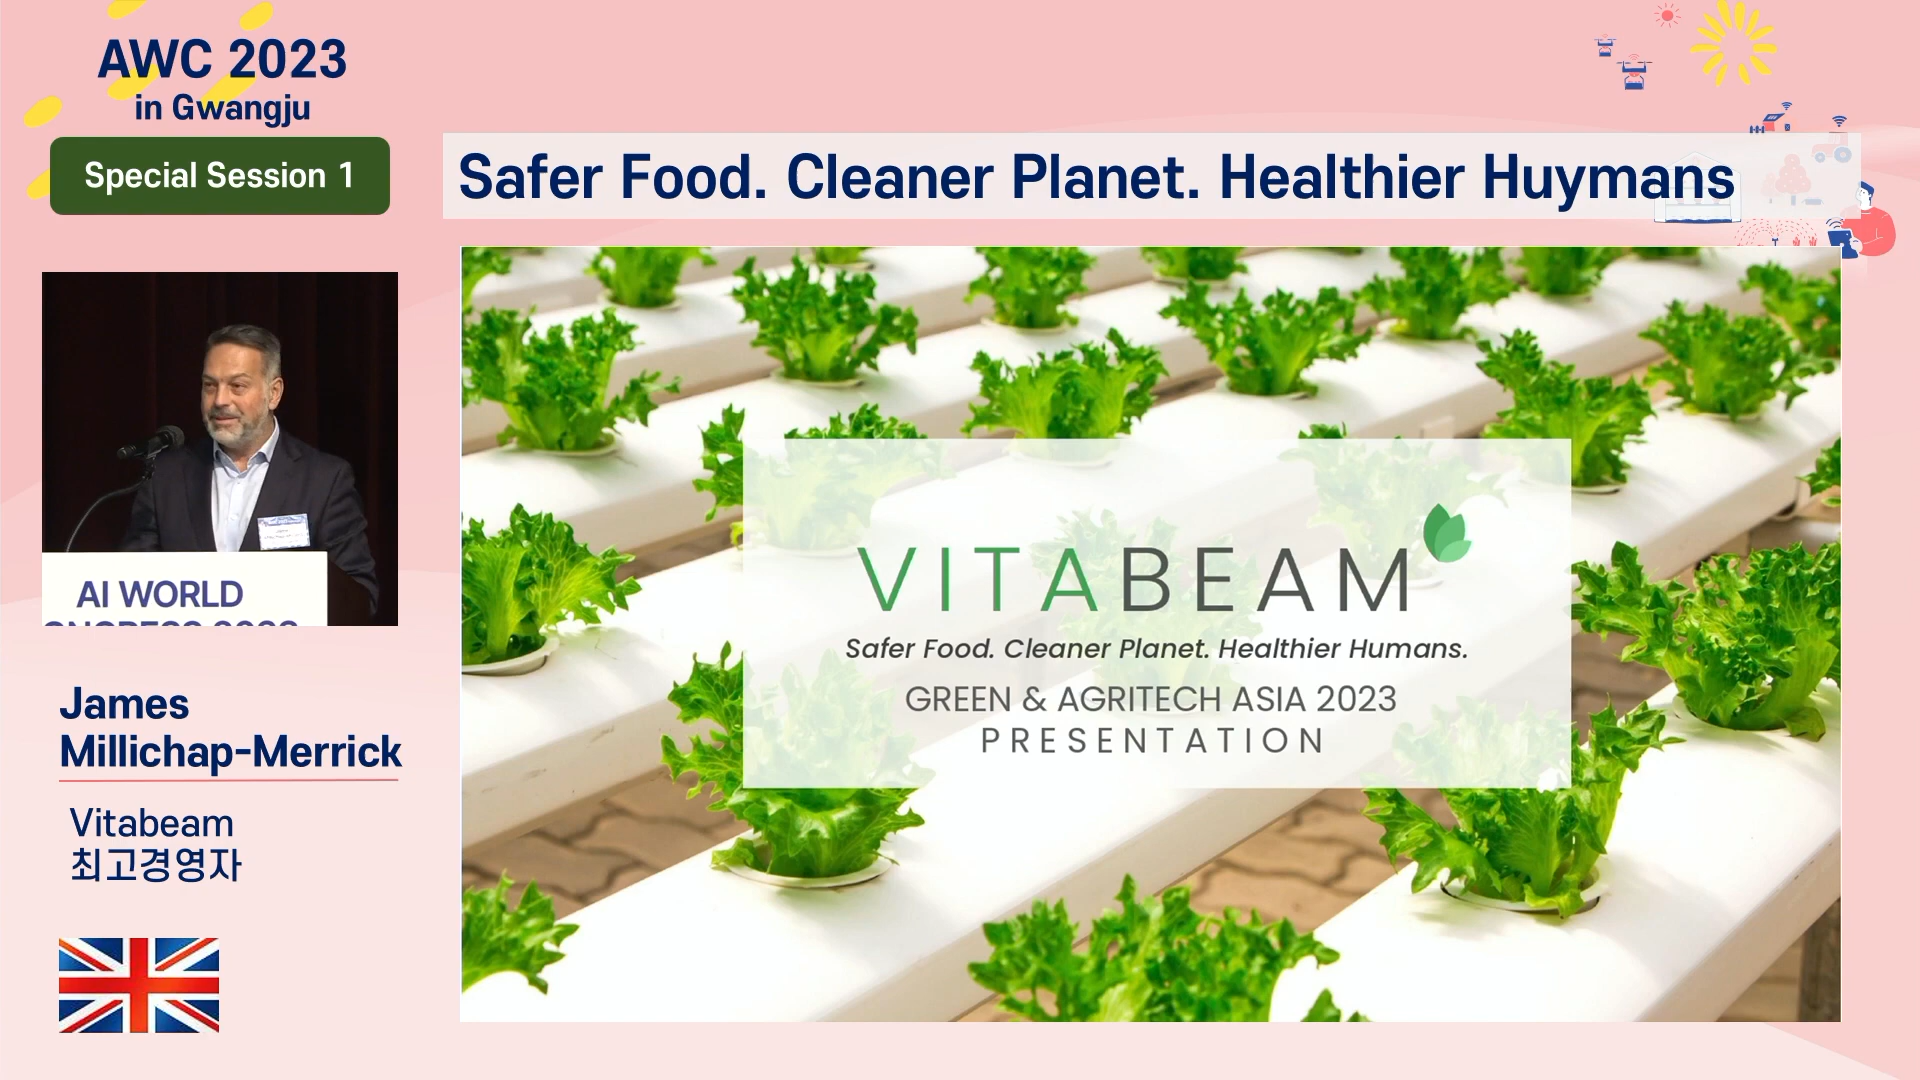 AWC 2023
in Gwangju
Special Session 1
Safer Food. Cleaner Planet. Healthier Huymans
AI WORLD
VITABEAM
Safer Food. Cleaner Planet. Healthier Humans.
GREEN & AGRITECH ASIA 2023
PRESENTATION
James
Millichap-Merrick
Vitabeam
최고경영자